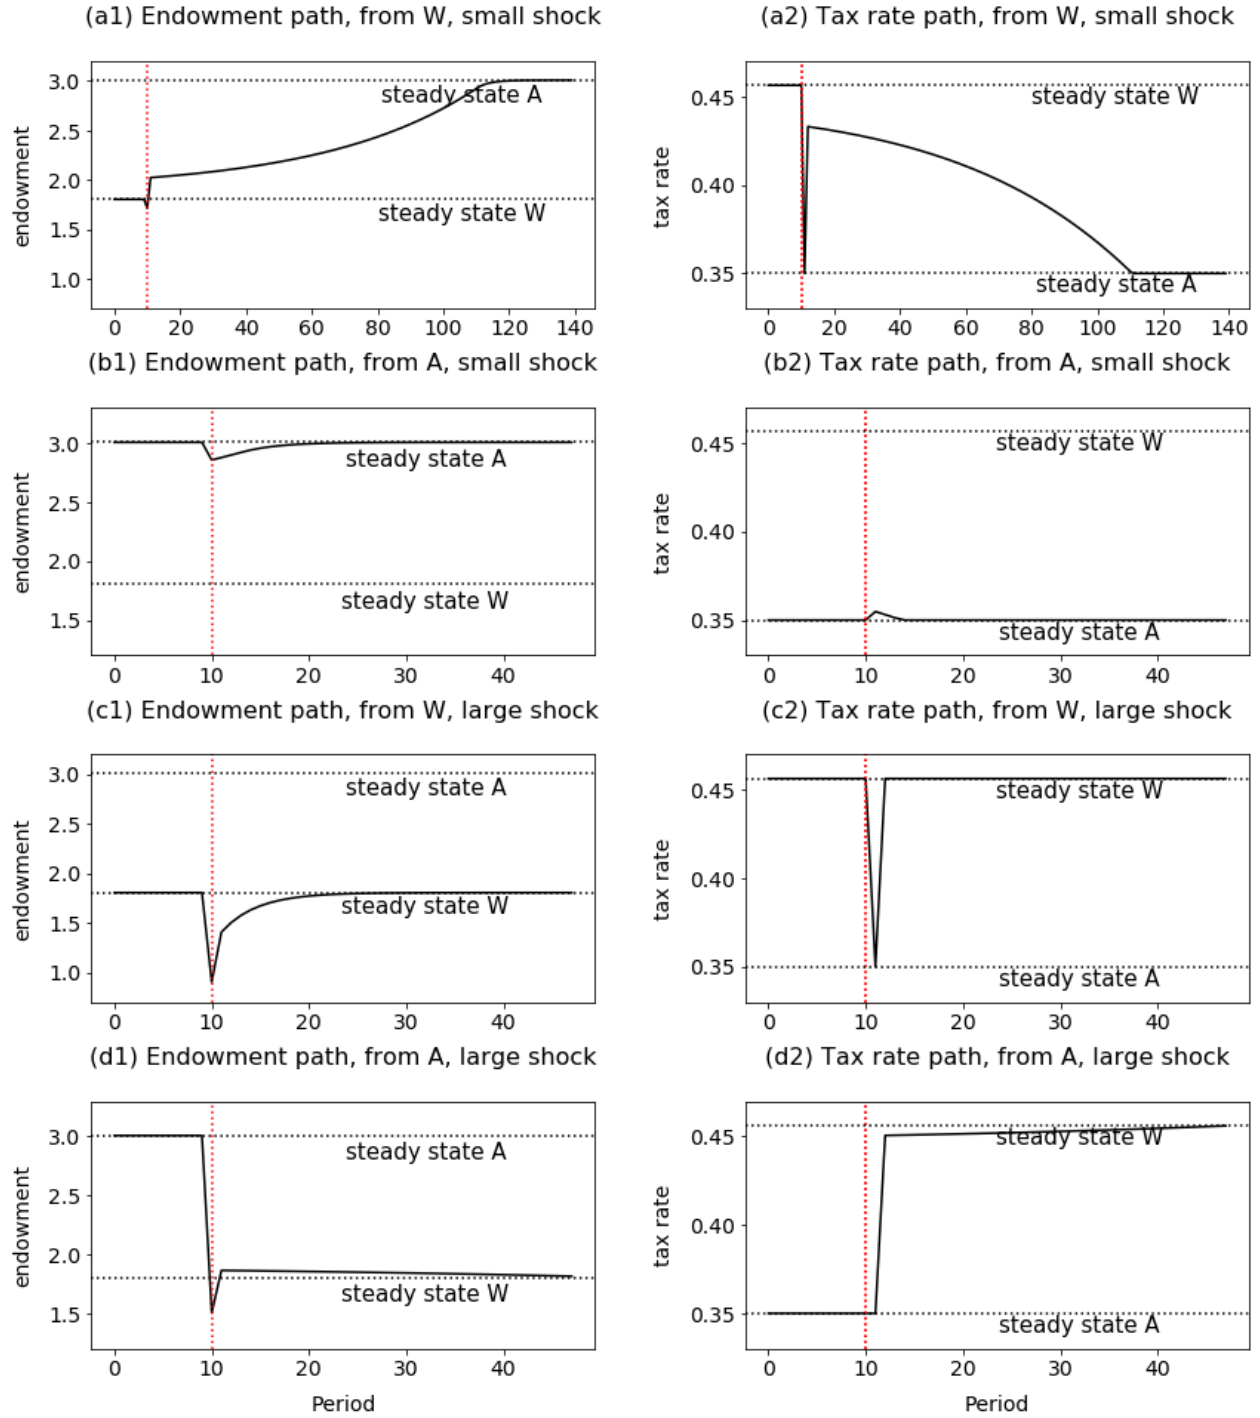 (a1) Endowment path, from W, small shock
(a2) Tax rate path, from W, small shock
endowment
3.0
2.5
2.0
1.5
1.0
steady state A
steady state W
0 20 40 60 80 100 120 140
tax rate
0.45
0.40
0.35
steady state W
steady state A
0 20 40 60 80 100 120 140
(b1) Endowment path, from A, small shock
(b2) Tax rate path, from A, small shock
endowment
3.0
2.5
2.0
1.5
steady state A
steady state W
0 10 20 30 40
tax rate
0.45
0.40
0.35
steady state W
steady state A
0 10 20 30 40
(c1) Endowment path, from W, large shock
(c2) Tax rate path, from W, large shock
endowment
3.0
2.5
2.0
1.5
1.0
steady state A
steady state W
0 10 20 30 40
tax rate
0.45
0.40
0.35
steady state W
steady state A
0 10 20 30 40
(d1) Endowment path, from A, large shock
(d2) Tax rate path, from A, large shock
endowment
3.0
2.5
2.0
1.5
steady state A
steady state W
0 10 20 30 40
Period
tax rate
0.45
0.40
0.35
steady state W
steady state A
0 10 20 30 40
Period